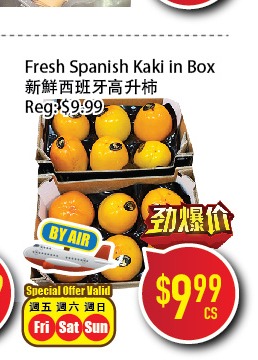 Fresh Spanish Kaki in Box
新鮮西班牙高升柿
Reg: $9.99
BY AIR
劲爆价
Special Offer Valid
週五 週六 週日
Fri Sat Sun
$9.99
CS